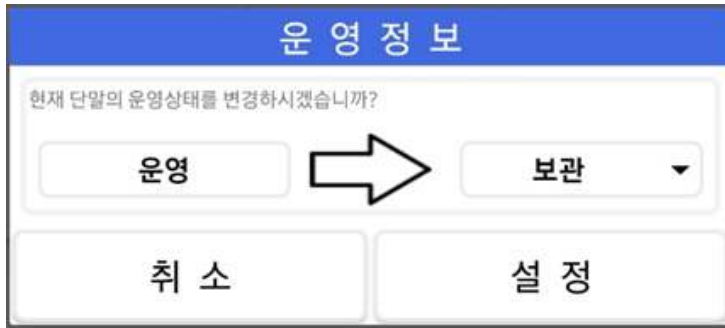 운 영 정 보
현재 단말의 운영상태를 변경하시겠습니까?
운영 보관
취 소 설 정